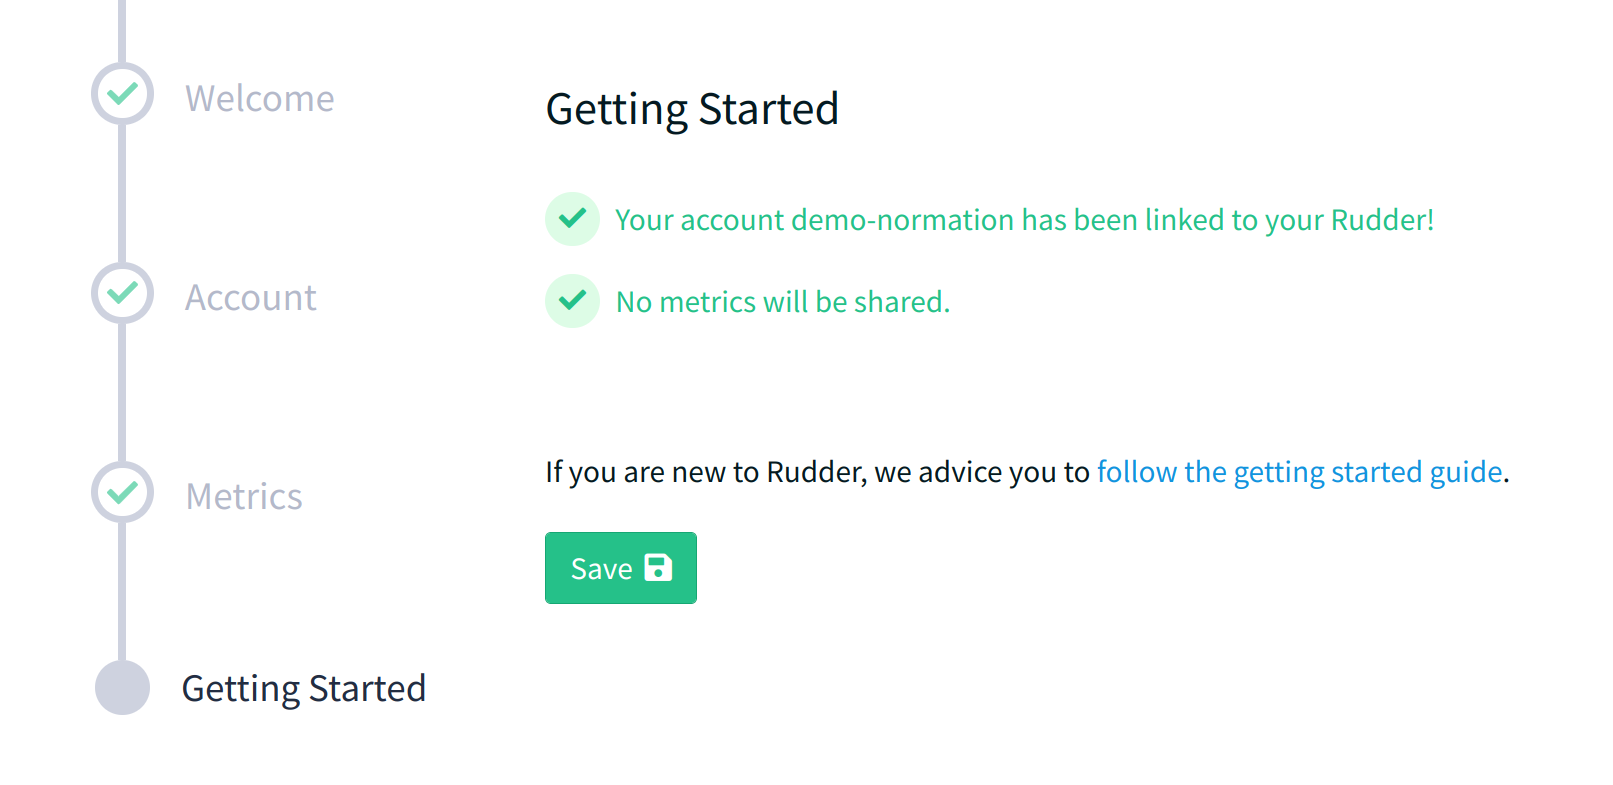 Welcome
Account
Metrics
Getting Started
Getting Started
Your account demo-normation has been linked to your Rudder!
No metrics will be shared.
If you are new to Rudder, we advice you to follow the getting started guide.
Save